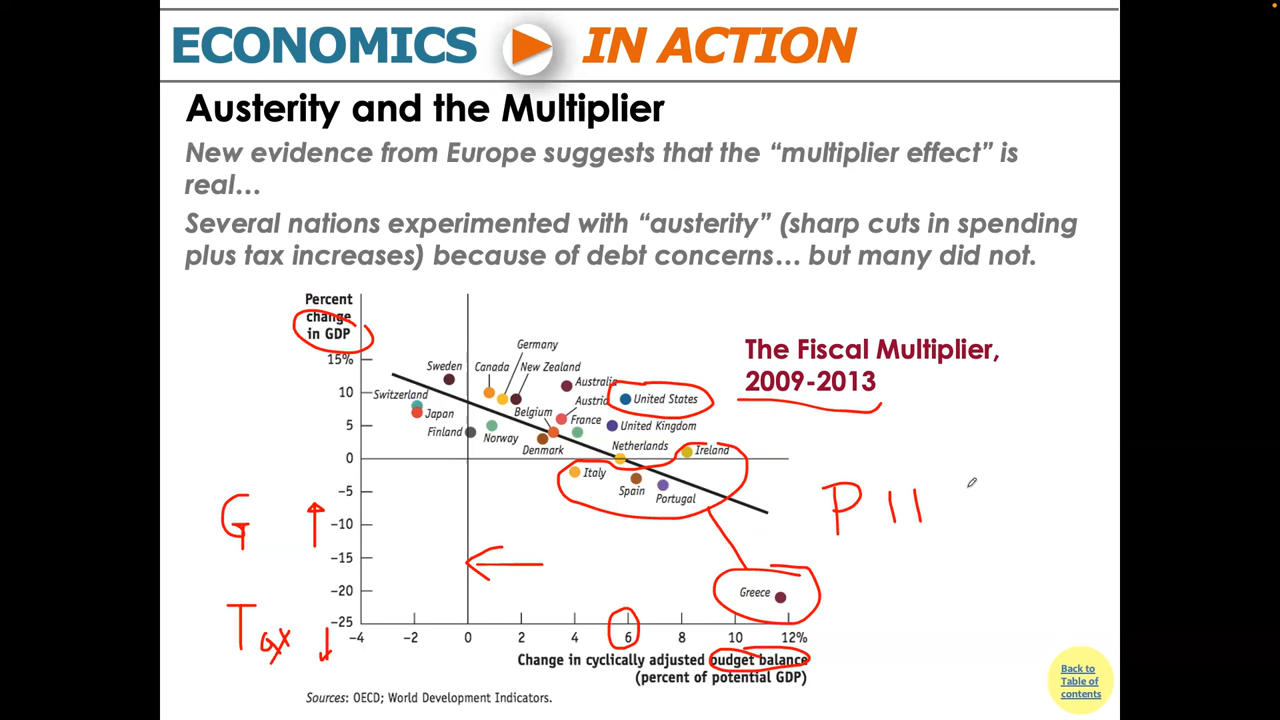 ECONOMICS IN ACTION
Austerity and the Multiplier
New evidence from Europe suggests that the “multiplier effect” is
real…
Several nations experimented with “austerity” (sharp cuts in spending
plus tax increases) because of debt concerns… but many did not.
Percent
change
in GDP
The Fiscal Multiplier,
2009-2013
15%
10
5
0
-5
-10
-15
-20
-25
Germany
Sweden
Canada
New Zealand
Australia
Switzerland
United States
Japan
Belgium
Austria
France
United Kingdom
Finland
Norway
Denmark
Netherlands
Ireland
Italy
Spain
Portugal
Greece
G ↑
Tax ↓
P I I
-4 -2 0 2 4 6 8 10 12%
Change in cyclically adjusted budget balance
(percent of potential GDP)
Sources: OECD; World Development Indicators.
Back to
Table of
contents